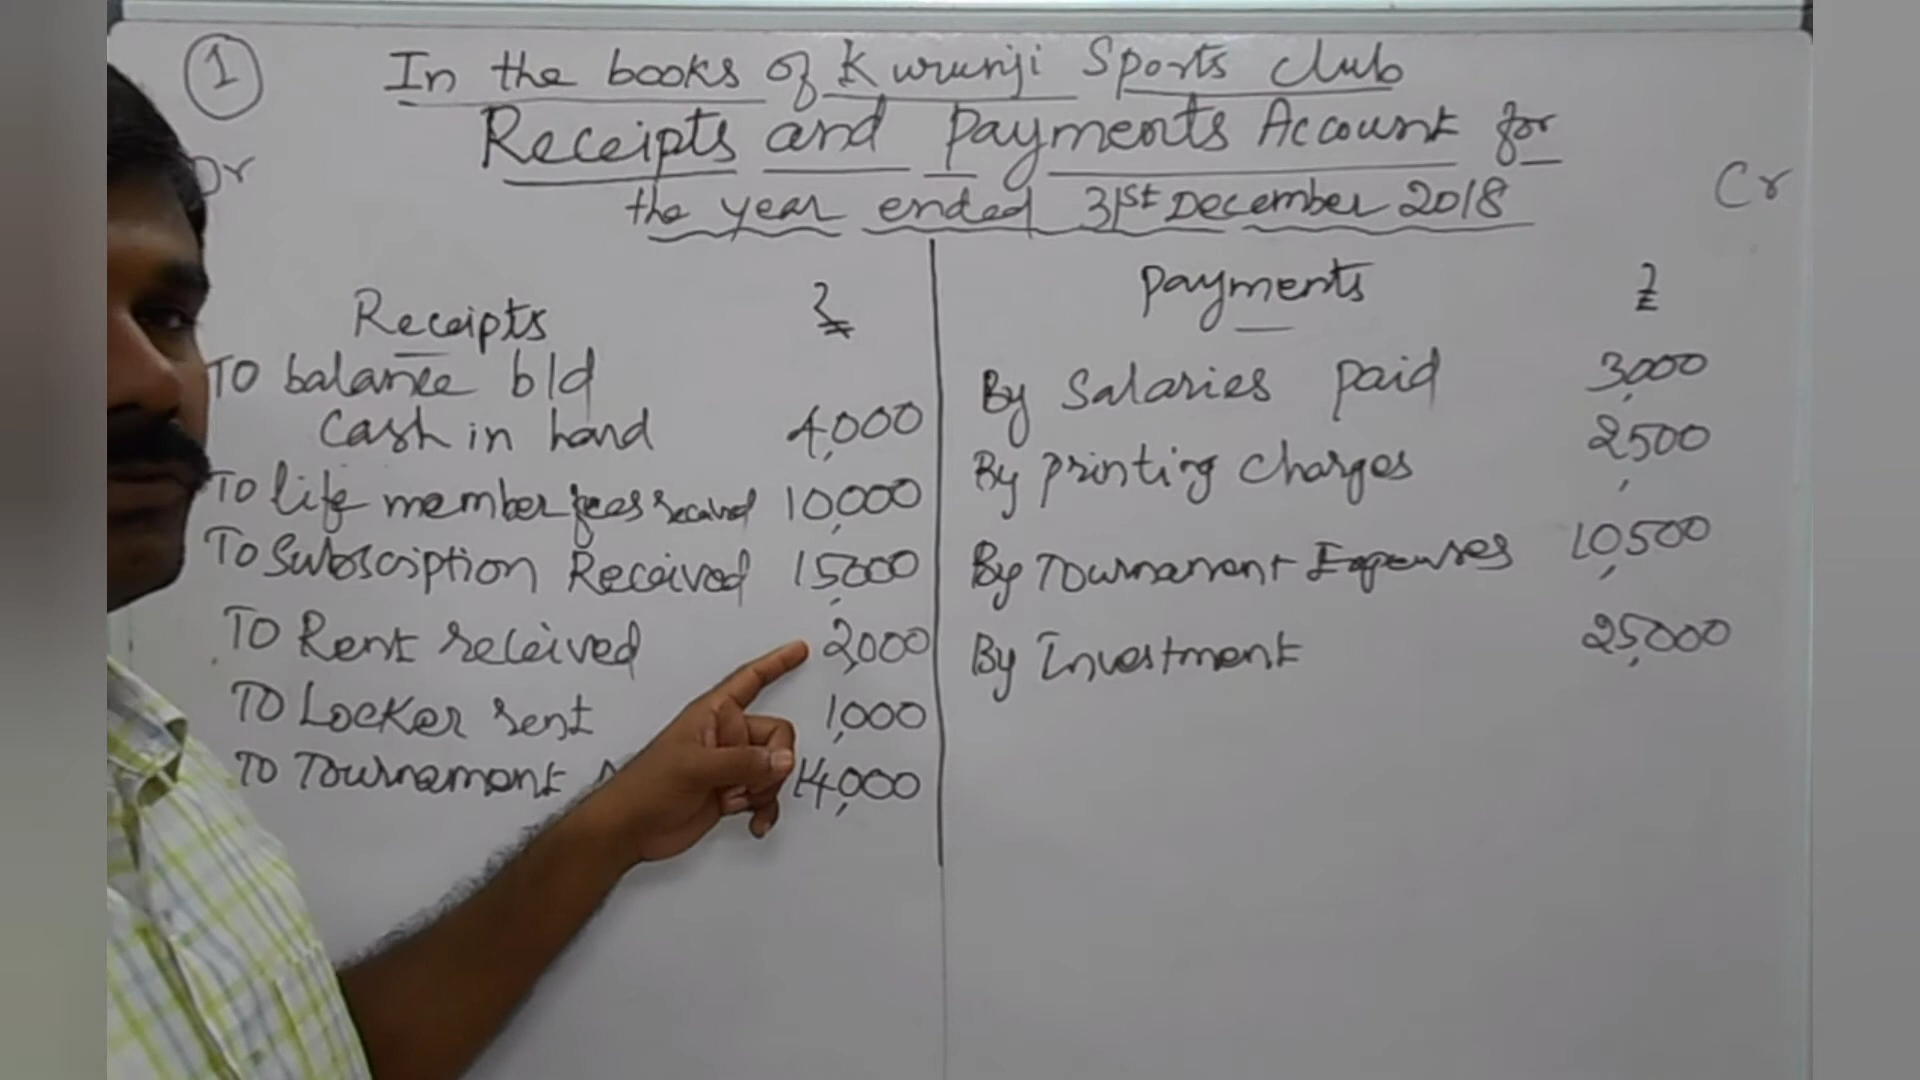 1
In the books of Kurunji Sports club
Receipts and Payments Account for
the year ended 31st December 2018
Dr
Cr
Receipts ₹
TO balance b/d
Cash in hand 4,000
TO life member fees received 10,000
TO Subscription Received 15,000
TO Rent received 2,000
TO Locker rent 1,000
TO Tournament 14,000
Payments ₹
By Salaries paid 3,000
By printing charges 2,500
By Tournament Expenses 10,500
By Investment 25,000